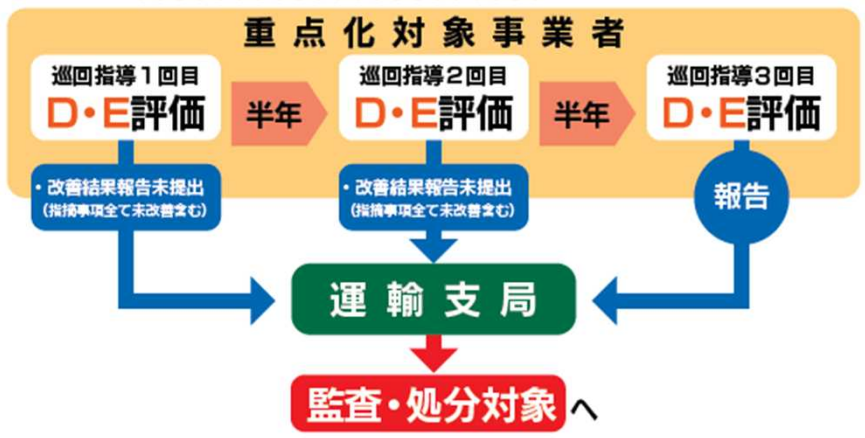 重点化対象事業者
巡回指導1回目
D・E評価
半年
巡回指導2回目
D・E評価
半年
巡回指導3回目
D・E評価
・改善結果報告未提出
(指摘事項全て未改善含む)
・改善結果報告未提出
(指摘事項全て未改善含む)
報告
運輸支局
監査・処分対象へ